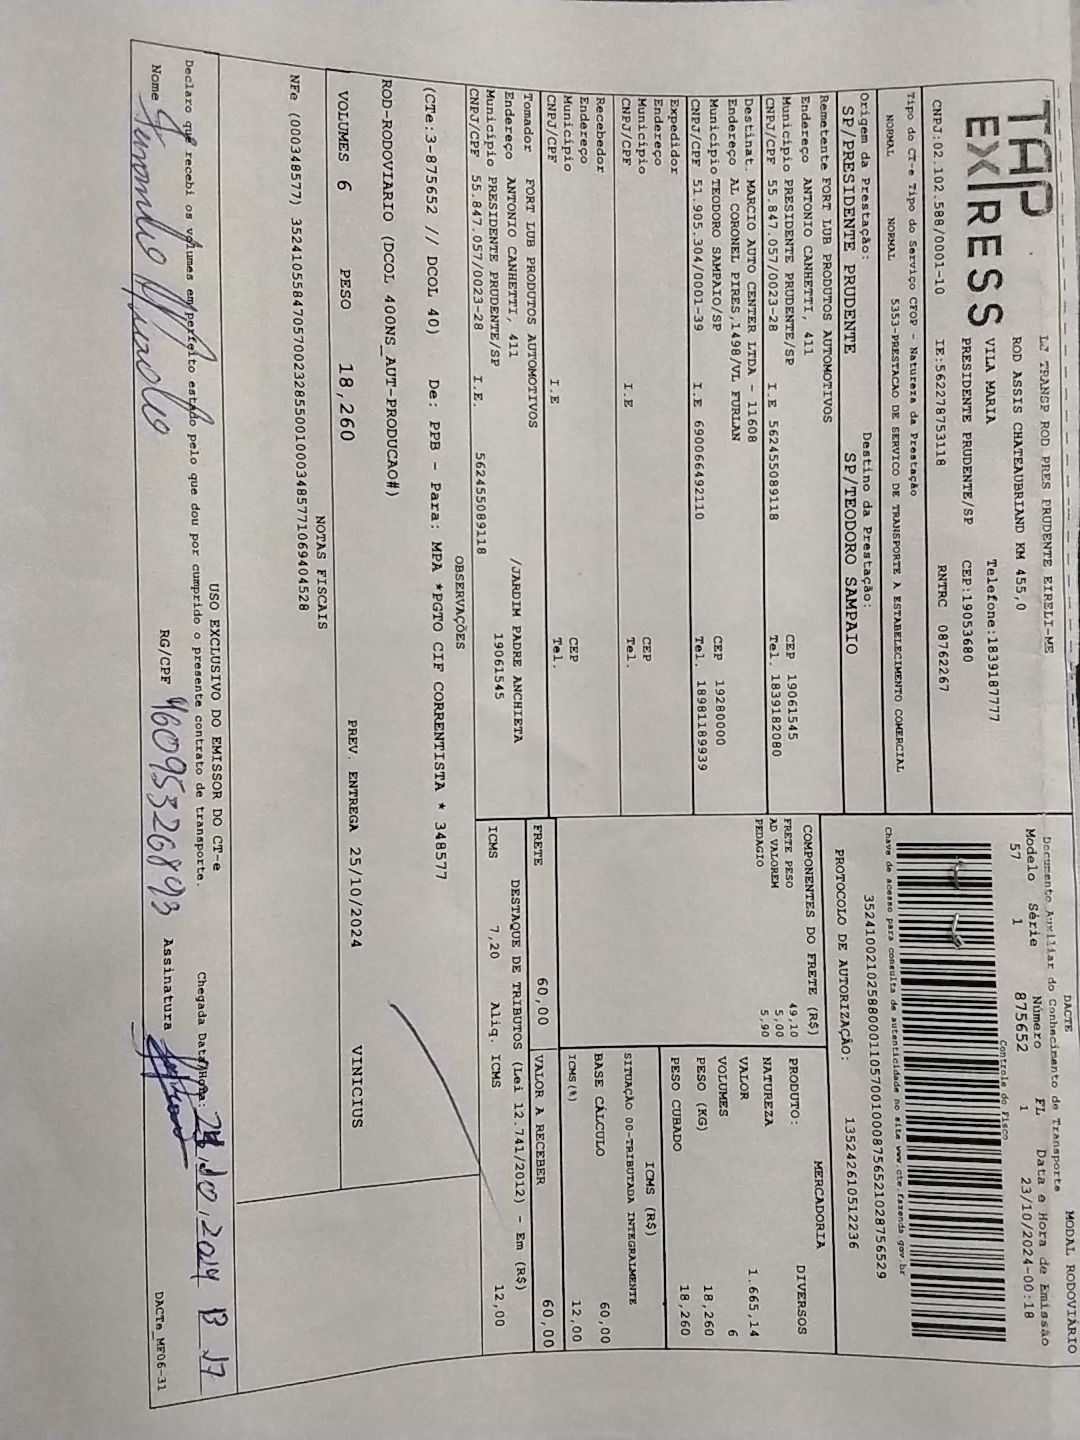 TAP
EXPRESS
LJ TRANSP ROD PRES PRUDENTE EIRELI-ME
ROD ASSIS CHATEAUBRIAND KM 455,0
VILA MARIA Telefone:1839187777
PRESIDENTE PRUDENTE/SP CEP:19053680
CNPJ:02.102.588/0001-10 IE:562278753118 RNTRC 08762267
DACTE MODAL RODOVIÁRIO
Documento Auxiliar do Conhecimento de Transporte
Modelo Série Número FL Data e Hora de Emissão
57 1 875652 1 23/10/2024-00:18
Controle do Fisco
Chave de acesso para consulta de autenticidade no site www.cte.fazenda.gov.br
35241002102588000110570010008756521028756529
PROTOCOLO DE AUTORIZAÇÃO: 135242610512236
Tipo do CT-e Tipo do Serviço CFOP - Natureza da Prestação
NORMAL NORMAL 5353-PRESTACAO DE SERVICO DE TRANSPORTE A ESTABELECIMENTO COMERCIAL
Origem da Prestação: Destino da Prestação:
SP/PRESIDENTE PRUDENTE SP/TEODORO SAMPAIO
Remetente FORT LUB PRODUTOS AUTOMOTIVOS
Endereço ANTONIO CANHETTI, 411
Município PRESIDENTE PRUDENTE/SP CEP 19061545
CNPJ/CPF 55.847.057/0023-28 I.E 562455089118 Tel. 1839182080
Destinat. MARCIO AUTO CENTER LTDA - 11608
Endereço AL CORONEL PIRES,1498/VL FURLAN
Município TEODORO SAMPAIO/SP CEP 19280000
CNPJ/CPF 51.905.304/0001-39 I.E 690066492110 Tel. 18981189939
Expedidor
Endereço
Município CEP
CNPJ/CPF I.E Tel.
Recebedor
Endereço
Município CEP
CNPJ/CPF I.E Tel.
Tomador FORT LUB PRODUTOS AUTOMOTIVOS
Endereço ANTONIO CANHETTI, 411 /JARDIM PADRE ANCHIETA
Município PRESIDENTE PRUDENTE/SP 19061545
CNPJ/CPF 55.847.057/0023-28 I.E. 562455089118
COMPONENTES DO FRETE (R$)
FRETE PESO 49,10
AD VALOREM 5,00
PEDAGIO 5,90
MERCADORIA
PRODUTO: DIVERSOS
NATUREZA
VALOR 1.665,14
VOLUMES 6
PESO (KG) 18,260
PESO CUBADO 18,260
ICMS (R$)
SITUAÇÃO 00-TRIBUTADA INTEGRALMENTE
BASE CÁLCULO 60,00
ICMS(%) 12,00
FRETE 60,00 VALOR A RECEBER 60,00
DESTAQUE DE TRIBUTOS (Lei 12.741/2012) - Em (R$)
ICMS 7,20 Aliq. ICMS 12,00
OBSERVAÇÕES
(CTe:3-875652 // DCOL 40) De: PPB - Para: MPA *PGTO CIF CORRENTISTA * 348577
ROD-RODOVIARIO (DCOL 400NS_AUT-PRODUCAO#)
VOLUMES 6 PESO 18,260 PREV. ENTREGA 25/10/2024 VINICIUS
NOTAS FISCAIS
NFe (000348577) 35241055847057002328550010003485771069404528
USO EXCLUSIVO DO EMISSOR DO CT-e
Declaro que recebi os volumes em perfeito estado pelo que dou por cumprido o presente contrato de transporte.
Chegada Data/Hora: 24.10.2024 13 17
Nome RG/CPF 46095326893 Assinatura
DACTe_MF06-31